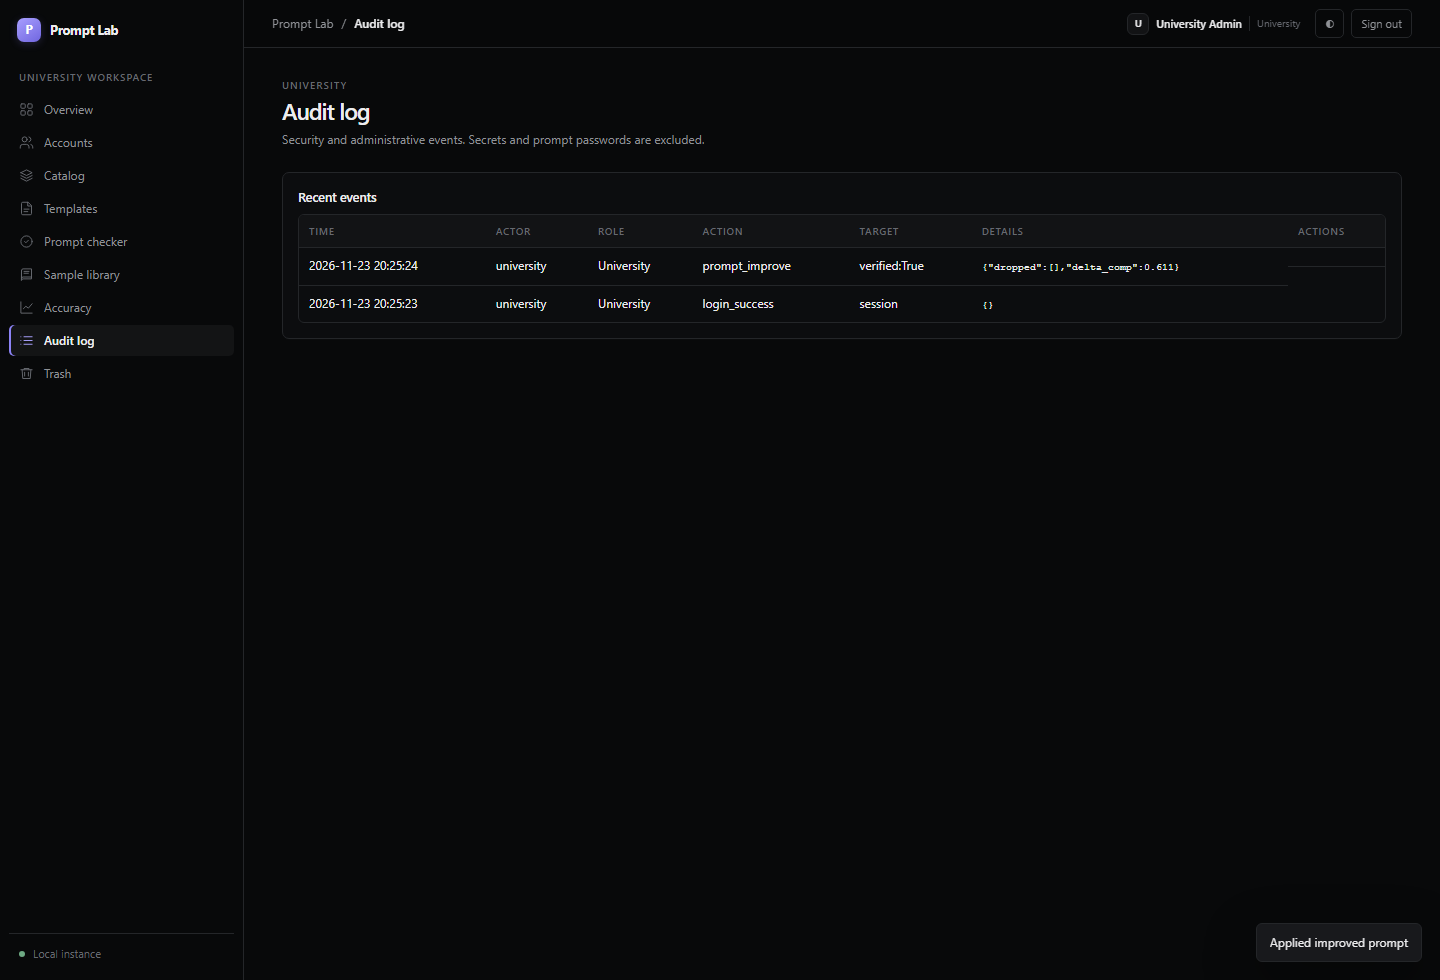 P Prompt Lab
Prompt Lab / Audit log
U University Admin University
Sign out
UNIVERSITY WORKSPACE
Overview
Accounts
Catalog
Templates
Prompt checker
Sample library
Accuracy
Audit log
Trash
Local instance
UNIVERSITY
Audit log
Security and administrative events. Secrets and prompt passwords are excluded.
Recent events
TIME ACTOR ROLE ACTION TARGET DETAILS ACTIONS
2026-11-23 20:25:24 university University prompt_improve verified:True {"dropped":[],"delta_comp":0.611}
2026-11-23 20:25:23 university University login_success session {}
Applied improved prompt